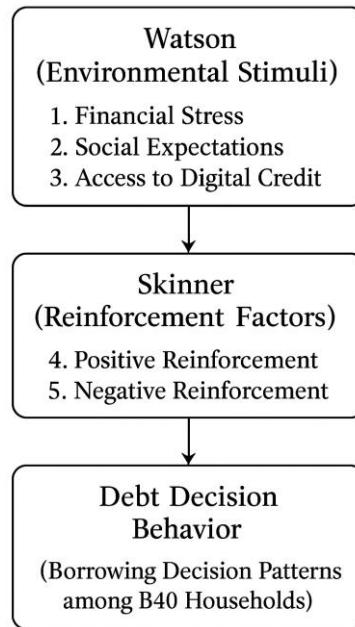 Watson
(Environmental Stimuli)
1. Financial Stress
2. Social Expectations
3. Access to Digital Credit
Skinner
(Reinforcement Factors)
4. Positive Reinforcement
5. Negative Reinforcement
Debt Decision
Behavior
(Borrowing Decision Patterns
among B40 Households)